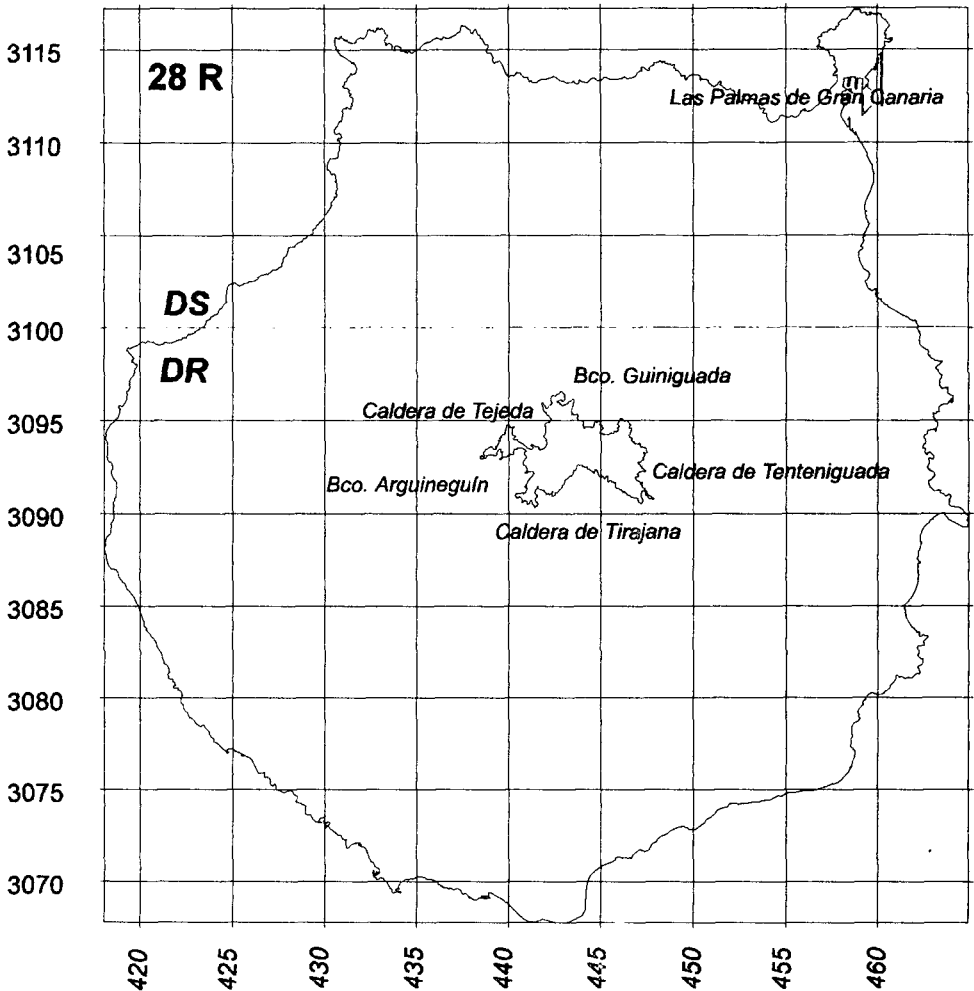 3115
28 R
Las Palmas de Gran Canaria
3110
3105
DS
3100
DR
Bco. Guiniguada
3095
Caldera de Tejeda
Caldera de Tenteniguada
Bco. Arguineguín
3090
Caldera de Tirajana
3085
3080
3075
3070
420
425
430
435
440
445
450
455
460